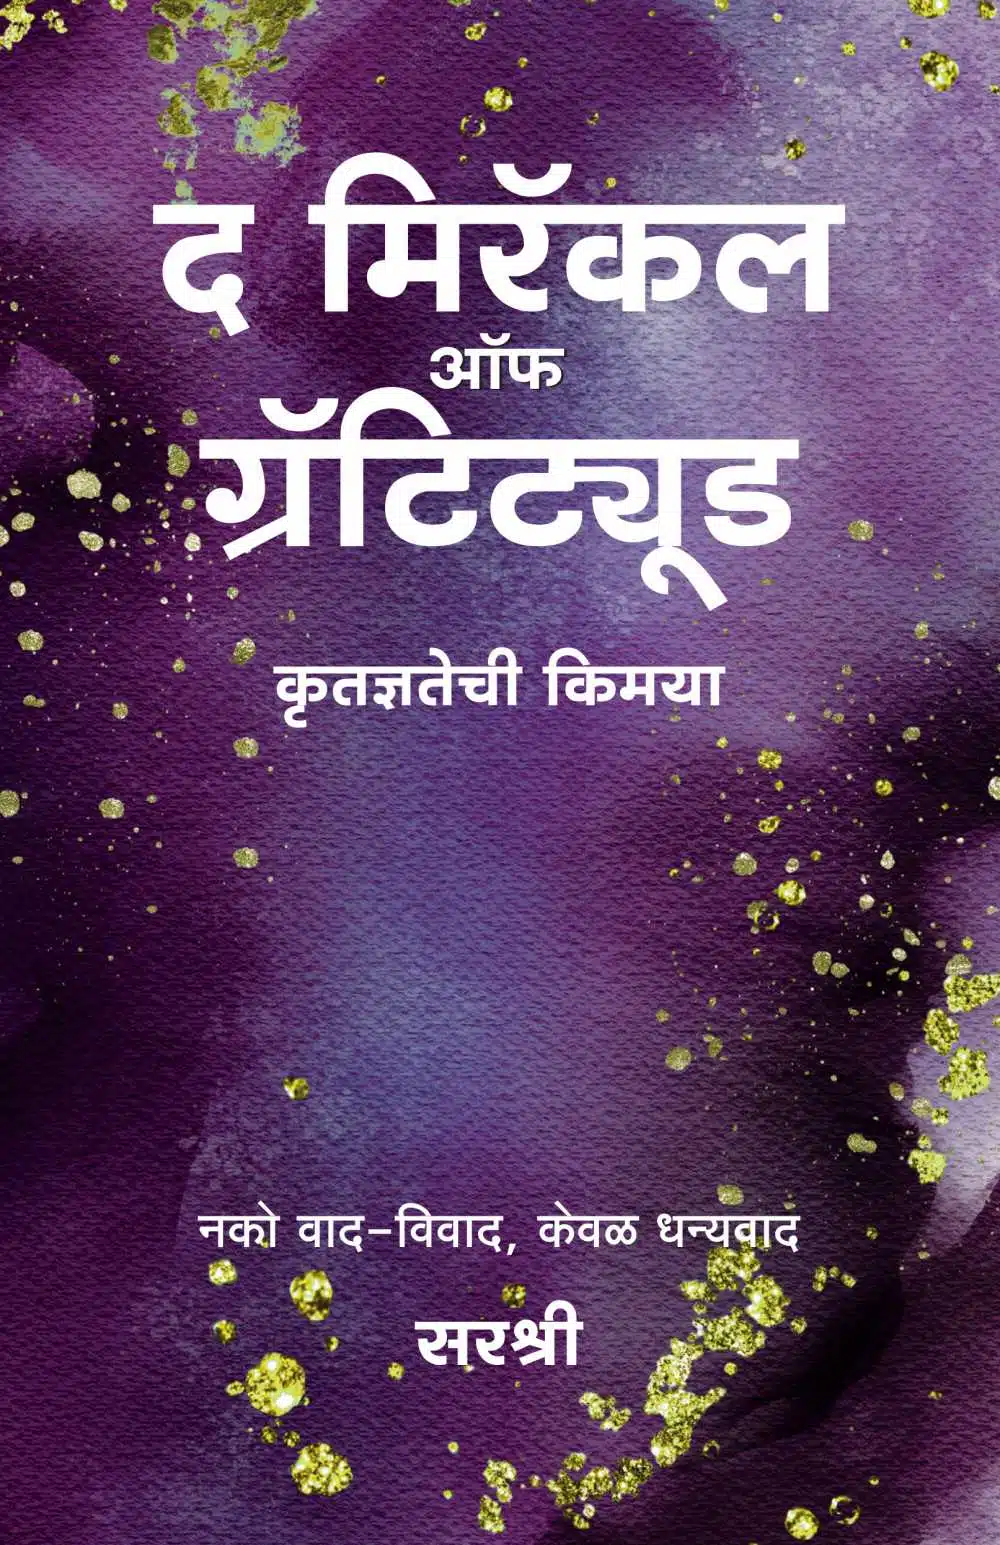 द मिरॅकल
ऑफ
ग्रॅटिट्यूड
कृतज्ञतेची किमया
नको वाद-विवाद, केवळ धन्यवाद
सरश्री